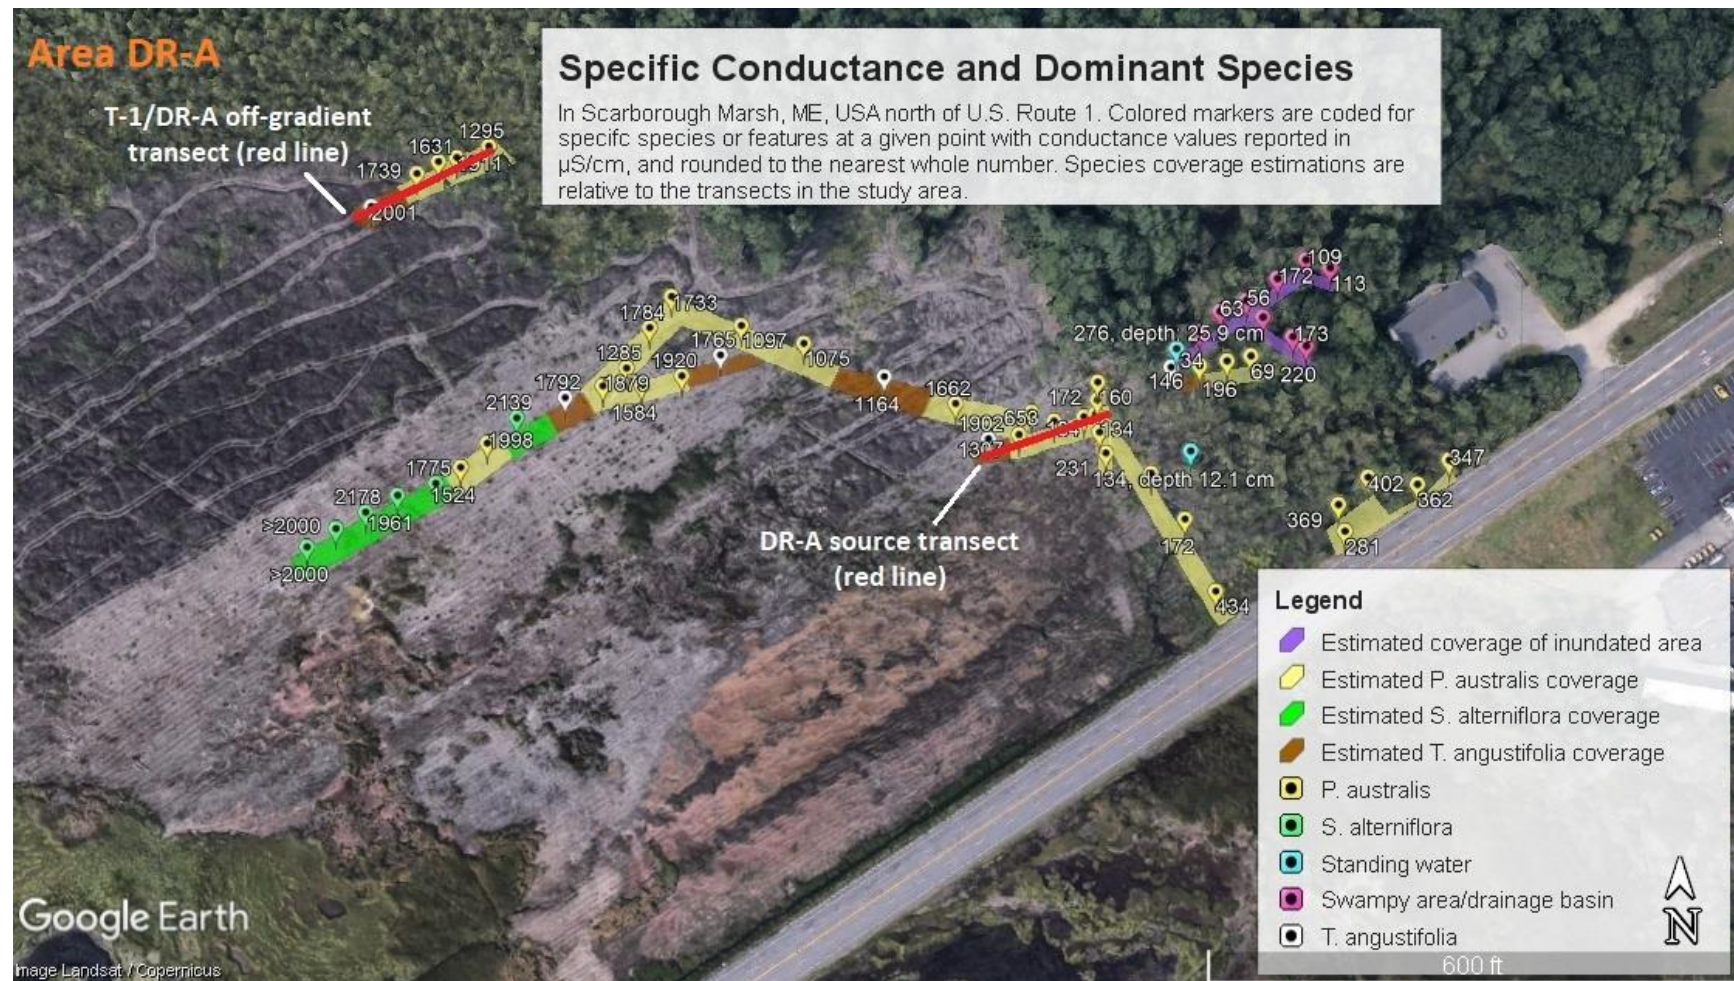 Area DR-A
Specific Conductance and Dominant Species
In Scarborough Marsh, ME, USA north of U.S. Route 1. Colored markers are coded for
specifc species or features at a given point with conductance values reported in
µS/cm, and rounded to the nearest whole number. Species coverage estimations are
relative to the transects in the study area.
T-1/DR-A off-gradient
transect (red line)
1295
1631
1739
2001
109
172
113
56
63
173
276, depth: 25.9 cm
34
146
196
69
220
1784
1733
1765
1097
1075
1285
1920
1792
1879
1584
1164
1662
2139
1998
1902
653
172
160
134
231
134, depth 12.1 cm
1775
1524
2178
1961
>2000
>2000
347
402
362
369
281
172
434
DR-A source transect
(red line)
Legend
Estimated coverage of inundated area
Estimated P. australis coverage
Estimated S. alterniflora coverage
Estimated T. angustifolia coverage
P. australis
S. alterniflora
Standing water
Swampy area/drainage basin
T. angustifolia
N
600 ft
Google Earth
Image Landsat / Copernicus